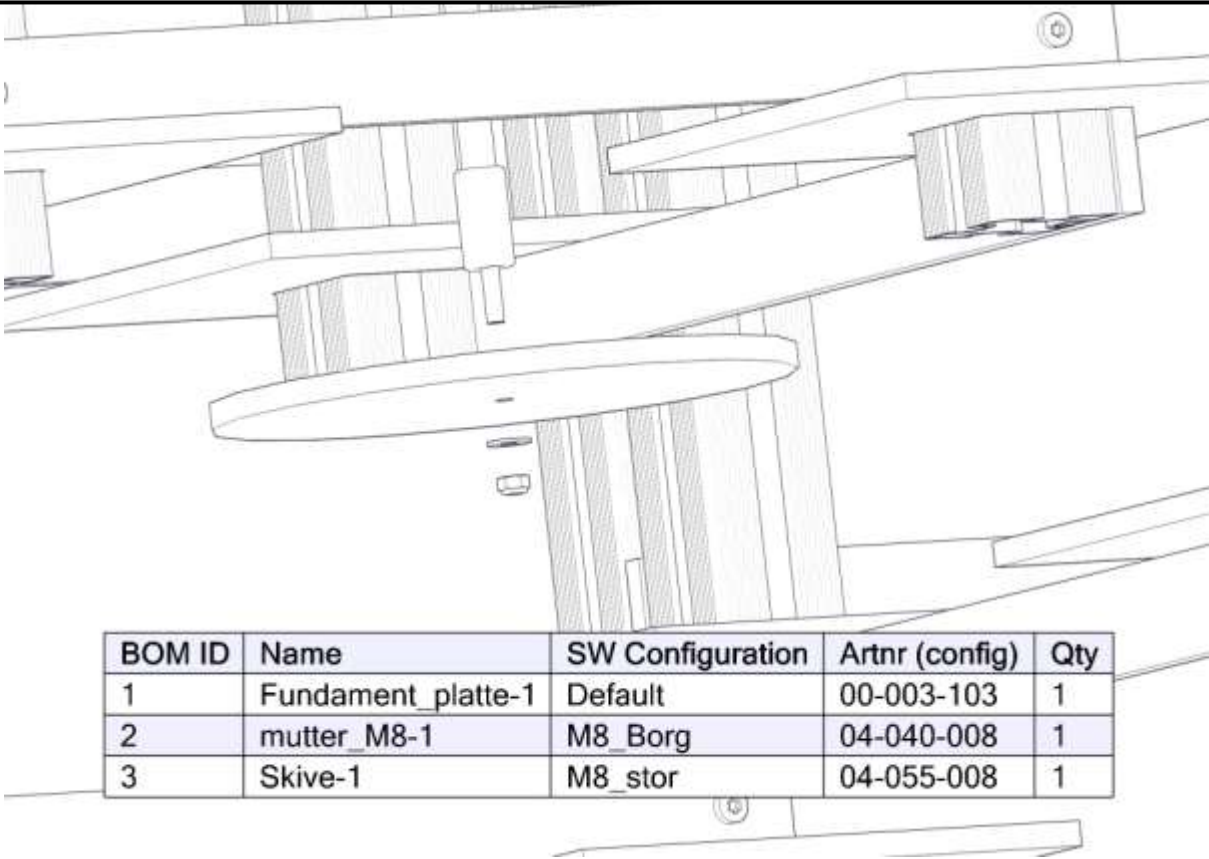 BOM ID Name SW Configuration Artnr (config) Qty
1 Fundament_platte-1 Default 00-003-103 1
2 mutter_M8-1 M8_Borg 04-040-008 1
3 Skive-1 M8_stor 04-055-008 1